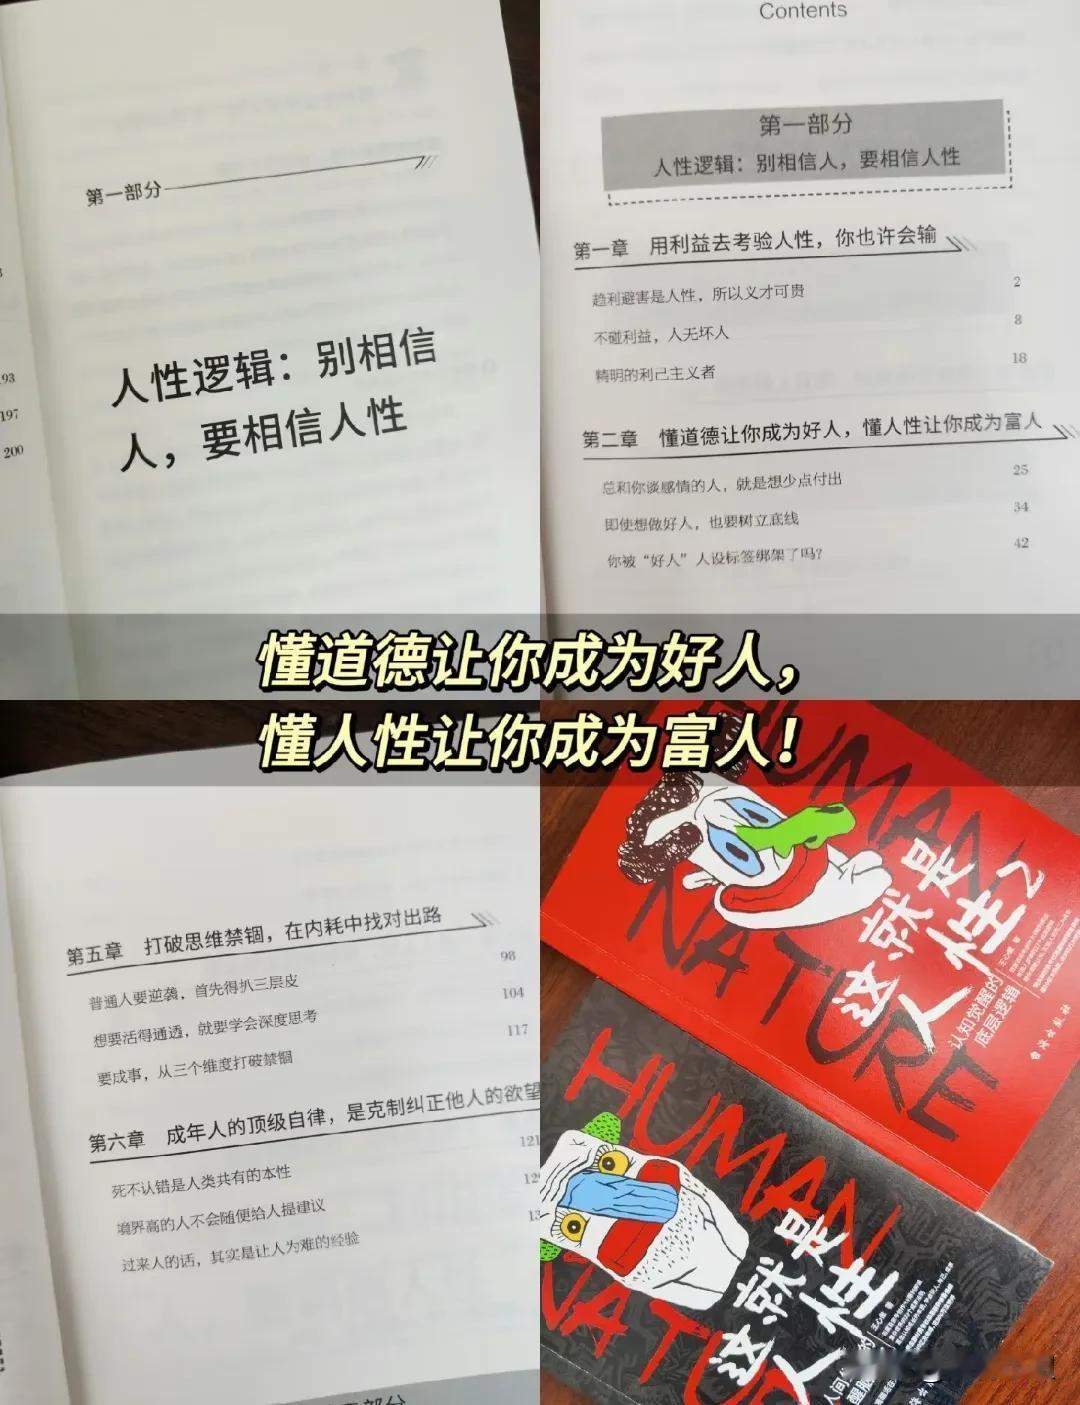 第一部分
人性逻辑：别相信
人，要相信人性
193
197
200
Contents
第一部分
人性逻辑：别相信人，要相信人性
第一章 用利益去考验人性，你也许会输
趋利避害是人性，所以义才可贵 2
不碰利益，人无坏人 8
精明的利己主义者 18
第二章 懂道德让你成为好人，懂人性让你成为富人
总和你谈感情的人，就是想少点付出 25
即使想做好人，也要树立底线 34
你被“好人”人设标签绑架了吗？ 42
懂道德让你成为好人，
懂人性让你成为富人！
第五章 打破思维禁锢，在内耗中找对出路
普通人要逆袭，首先得扒三层皮 98
想要活得通透，就要学会深度思考 104
要成事，从三个维度打破禁锢 117
第六章 成年人的顶级自律，是克制纠正他人的欲望
死不认错是人类共有的本性 121
境界高的人不会随便给人提建议
过来人的话，其实是让人为难的经验
HUMAN
NATURE
这就是
人性2
认知觉醒的
底层逻辑
王心傲 著
台海出版社
HUMAN
这就是
人性
王心傲 著